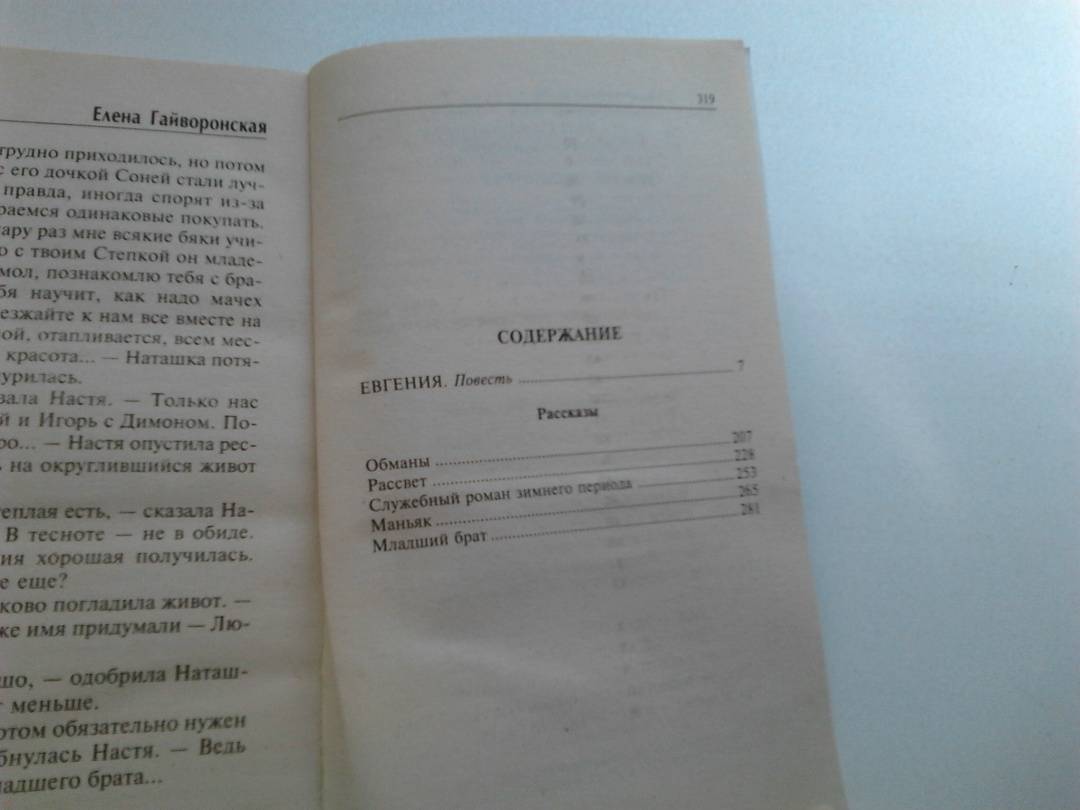 Елена Гайворонская
трудно приходилось, но потом
с его дочкой Соней стали луч-
правда, иногда спорят из-за
раемся одинаковые покупать.
ару раз мне всякие бяки учи-
о с твоим Степкой он младе-
мол, познакомлю тебя с бра-
бя научит, как надо мачех
езжайте к нам все вместе на
ой, отапливается, всем мес-
красота... — Наташка потя-
урилась.
зала Настя. — Только нас
й и Игорь с Димоном. По-
ро... — Настя опустила рес-
ь на округлившийся живот
еплая есть, — сказала На-
В тесноте — не в обиде.
ния хорошая получилась.
е еще?
ково погладила живот. —
же имя придумали — Лю-
шо, — одобрила Наташ-
т меньше.
отом обязательно нужен
бнулась Настя. — Ведь
ладшего брата...
319
СОДЕРЖАНИЕ
ЕВГЕНИЯ. Повесть ........ 7
Рассказы
Обманы ........ 207
Рассвет ........ 228
Служебный роман зимнего периода ........ 253
Маньяк ........ 265
Младший брат ........ 281